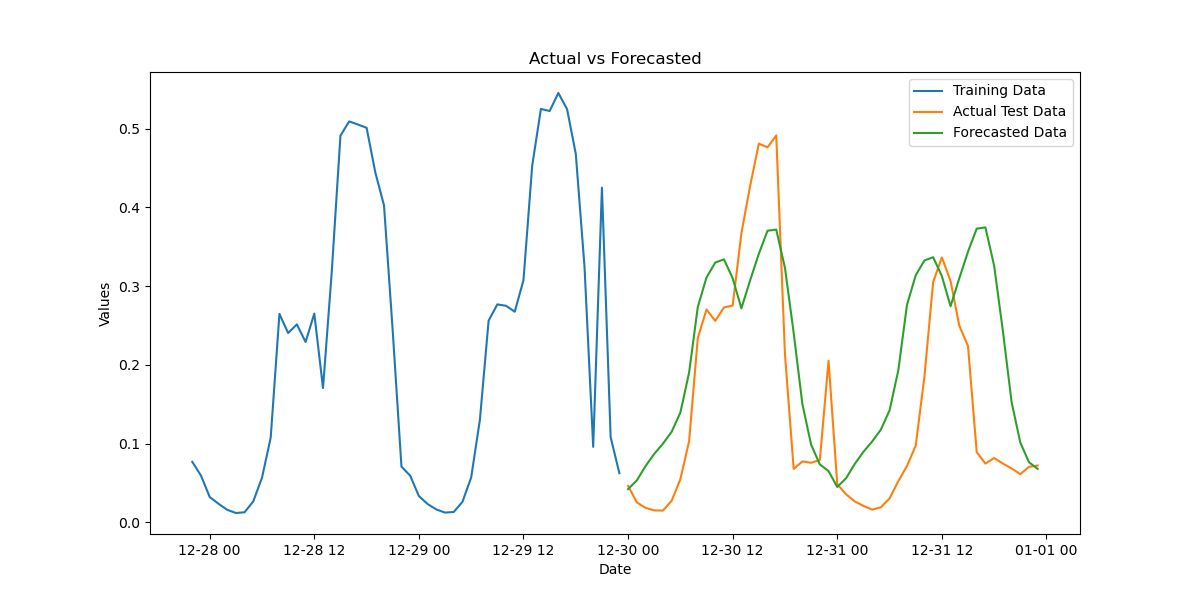 Actual vs Forecasted
Training Data
Actual Test Data
Forecasted Data
Values
0.5
0.4
0.3
0.2
0.1
0.0
12-28 00
12-28 12
12-29 00
12-29 12
12-30 00
12-30 12
12-31 00
12-31 12
01-01 00
Date